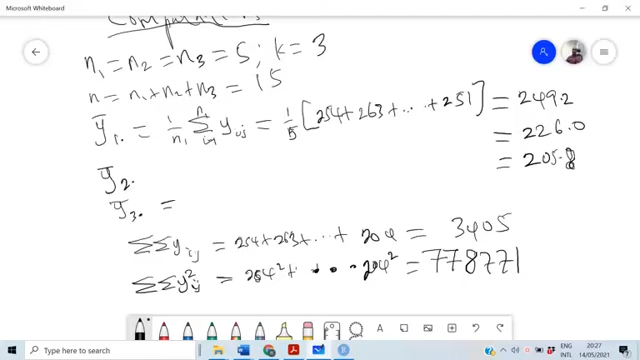 Microsoft Whiteboard
Computations
n₁ = n₂ = n₃ = 5 ; k = 3
n = n₁ + n₂ + n₃ = 15
ȳ₁. = 1/n₁ Σ yᵢⱼ = 1/5 [254 + 263 + ... + 251] = 249.2
= 226.0
ȳ₂. = 205.8
ȳ₃. =
ΣΣ yᵢⱼ = 254 + 263 + ... + 204 = 3405
ΣΣ y²ᵢⱼ = 254² + ... 204² = 778771
Type here to search
ENG
INTL
20:27
14/05/2021